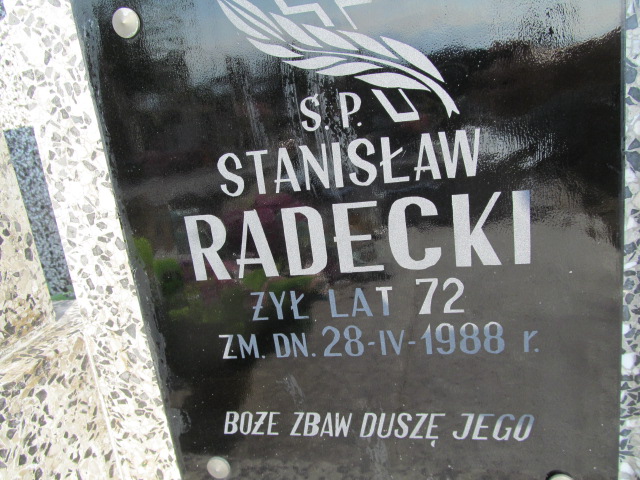 Ś.P.
STANISŁAW
RADECKI
ŻYŁ LAT 72
ZM. DN. 28-IV-1988 r.
BOŻE ZBAW DUSZĘ JEGO